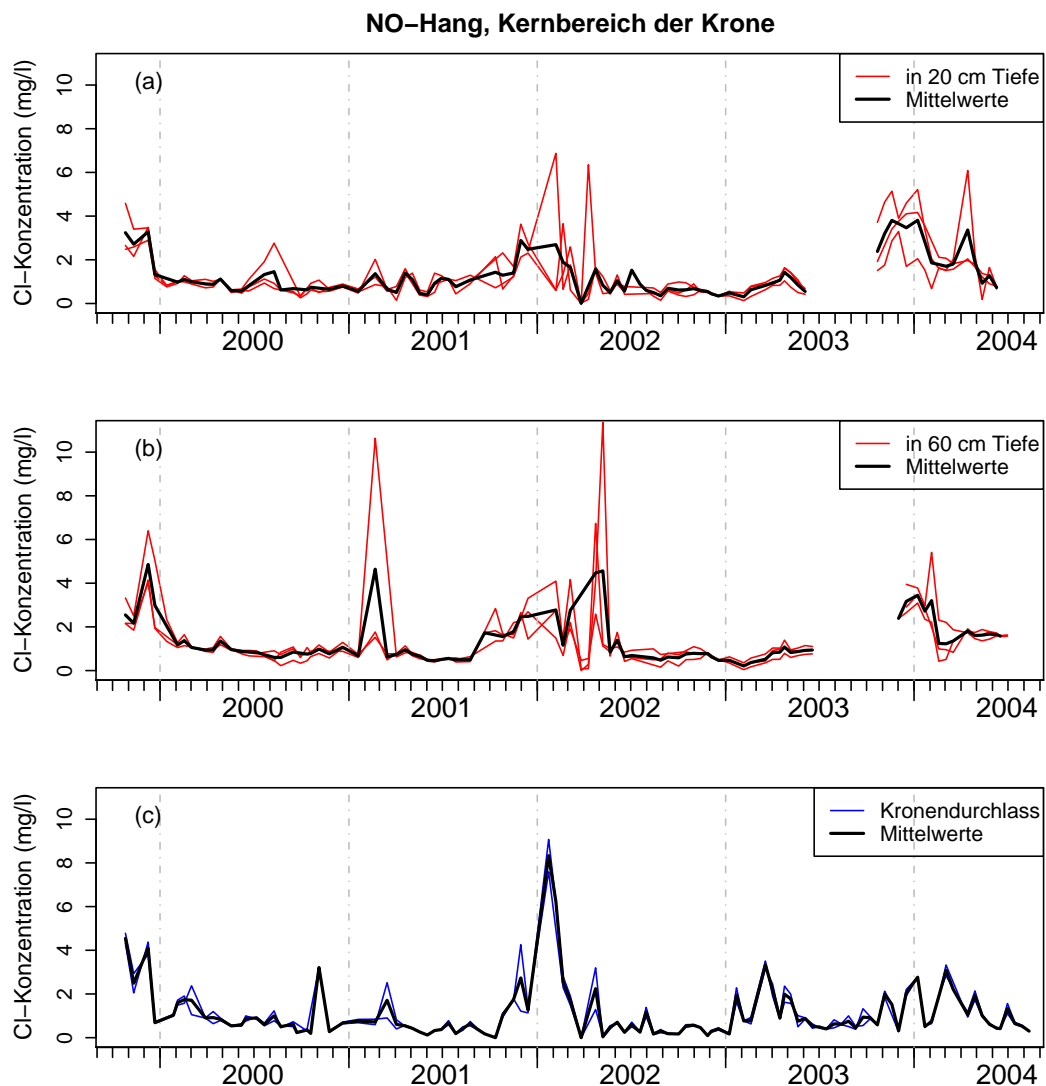 NO−Hang, Kernbereich der Krone
Cl−Konzentration (mg/l)
0 2 4 6 8 10
(a)
in 20 cm Tiefe
Mittelwerte
2000 2001 2002 2003 2004
Cl−Konzentration (mg/l)
0 2 4 6 8 10
(b)
in 60 cm Tiefe
Mittelwerte
2000 2001 2002 2003 2004
Cl−Konzentration (mg/l)
0 2 4 6 8 10
(c)
Kronendurchlass
Mittelwerte
2000 2001 2002 2003 2004